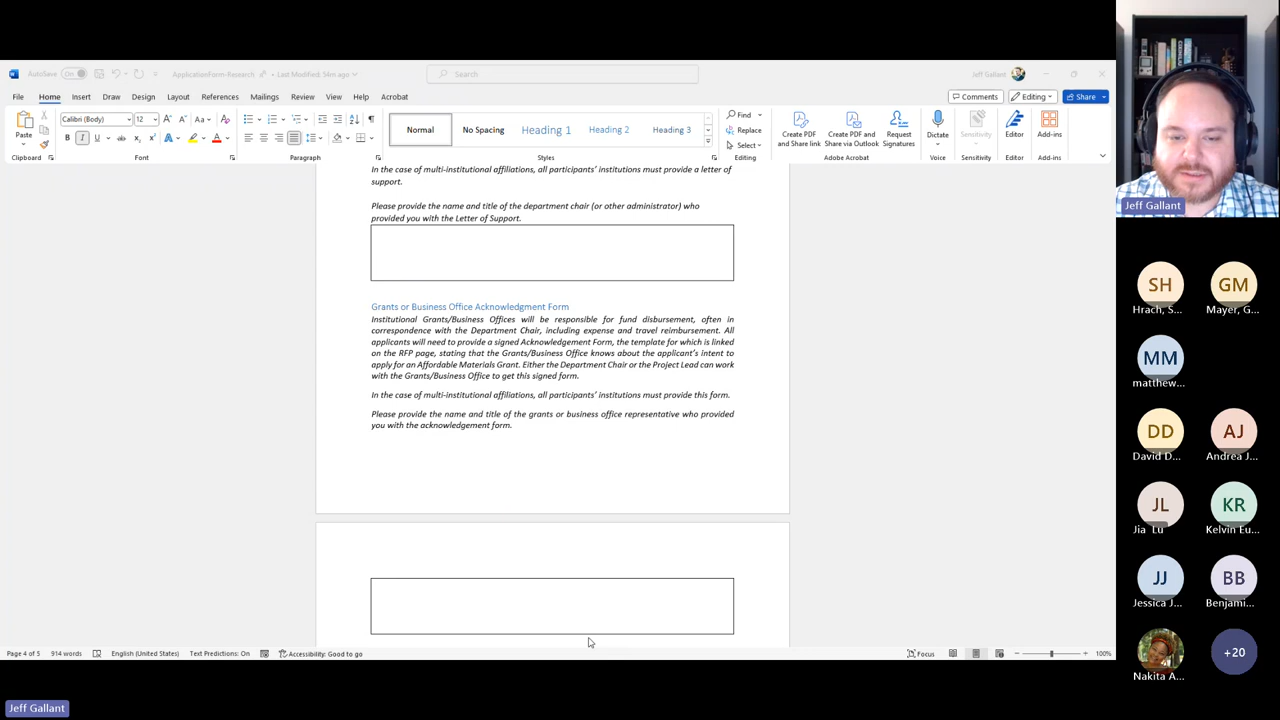 AutoSave On ApplicationForm-Research • Last Modified: 54m ago Search Jeff Gallant
File Home Insert Draw Design Layout References Mailings Review View Help Acrobat Comments Editing Share
Paste Calibri (Body) 12 Normal No Spacing Heading 1 Heading 2 Heading 3 Find Replace Select Create PDF and Share link Create PDF and Share via Outlook Request Signatures Dictate Sensitivity Editor Add-ins
Clipboard Font Paragraph Styles Editing Adobe Acrobat Voice Sensitivity Editor Add-ins
In the case of multi-institutional affiliations, all participants' institutions must provide a letter of
support.
Please provide the name and title of the department chair (or other administrator) who
provided you with the Letter of Support.
Grants or Business Office Acknowledgment Form
Institutional Grants/Business Offices will be responsible for fund disbursement, often in
correspondence with the Department Chair, including expense and travel reimbursement. All
applicants will need to provide a signed Acknowledgement Form, the template for which is linked
on the RFP page, stating that the Grants/Business Office knows about the applicant's intent to
apply for an Affordable Materials Grant. Either the Department Chair or the Project Lead can work
with the Grants/Business Office to get this signed form.
In the case of multi-institutional affiliations, all participants' institutions must provide this form.
Please provide the name and title of the grants or business office representative who provided
you with the acknowledgement form.
Page 4 of 5 914 words English (United States) Text Predictions: On Accessibility: Good to go Focus 100%
Jeff Gallant
SH GM
Hrach, S... Mayer, G...
MM
matthew...
DD AJ
David D... Andrea J...
JL KR
Jia Lu Kelvin Eu...
JJ BB
Jessica J... Benjami...
+20
Nakita A...
Jeff Gallant